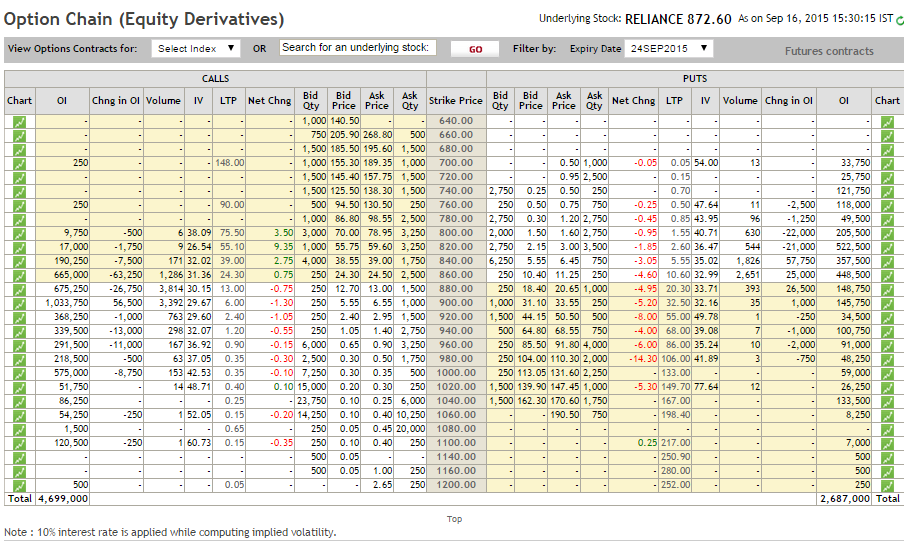 Option Chain (Equity Derivatives)
Underlying Stock: RELIANCE 872.60 As on Sep 16, 2015 15:30:15 IST
View Options Contracts for: Select Index OR Search for an underlying stock: GO Filter by: Expiry Date 24SEP2015 Futures contracts
CALLS PUTS
Chart OI Chng in OI Volume IV LTP Net Chng Bid Qty Bid Price Ask Price Ask Qty Strike Price Bid Qty Bid Price Ask Price Ask Qty Net Chng LTP IV Volume Chng in OI OI Chart
- - - - - - 1,000 140.50 - - 640.00 - - - - - - - - - -
- - - - - - 750 205.90 268.80 500 660.00 - - - - - - - - - -
- - - - - - 1,500 185.50 195.60 1,500 680.00 - - - - - - - - - -
250 - - - 148.00 - 1,000 155.30 189.35 1,000 700.00 - - 0.50 1,000 -0.05 0.05 54.00 13 - 33,750
- - - - - - 1,500 145.40 157.75 1,500 720.00 - - 0.95 2,500 - 0.15 - - - 25,750
- - - - - - 1,500 125.50 138.30 1,500 740.00 2,750 0.25 0.50 250 - 0.70 - - - 121,750
250 - - - 90.00 - 500 94.50 130.50 250 760.00 250 0.50 0.75 750 -0.25 0.50 47.64 11 -2,500 118,000
- - - - - - 1,000 86.80 98.55 2,500 780.00 2,750 0.30 1.20 2,750 -0.45 0.85 43.95 96 -1,250 49,500
9,750 -500 6 38.09 75.50 3.50 3,000 70.00 78.95 3,250 800.00 2,000 1.50 1.60 2,750 -0.95 1.55 40.71 630 -22,000 205,500
17,000 -1,750 9 26.54 55.10 9.35 1,000 55.75 59.60 3,250 820.00 2,750 2.15 3.00 3,500 -1.85 2.60 36.47 544 -21,000 522,500
190,250 -7,500 171 32.02 39.00 2.75 4,000 38.55 39.00 1,750 840.00 6,250 5.55 6.45 750 -3.05 5.55 35.02 1,826 57,750 357,500
665,000 -63,250 1,286 31.36 24.30 0.75 250 24.30 24.50 2,500 860.00 250 10.40 11.25 250 -4.60 10.60 32.99 2,651 25,000 448,500
675,250 -26,750 3,814 30.15 13.00 -0.75 250 12.70 13.00 1,500 880.00 250 18.40 20.65 1,000 -4.95 20.30 33.71 393 26,500 148,750
1,033,750 56,500 3,392 29.67 6.00 -1.30 250 5.55 6.55 1,000 900.00 1,000 31.10 33.55 250 -5.20 32.50 32.16 35 1,000 145,750
368,250 -1,000 763 29.60 2.40 -1.05 250 2.40 2.95 1,500 920.00 1,500 44.15 50.50 500 -8.00 55.00 49.78 1 -250 34,500
339,500 -13,000 298 32.07 1.20 -0.55 250 1.05 1.40 2,750 940.00 500 64.80 68.55 750 -4.00 68.00 39.08 7 -1,000 100,750
291,500 -11,000 167 36.92 0.90 -0.15 6,000 0.65 0.90 3,250 960.00 250 85.50 91.80 4,000 -6.00 86.00 35.24 10 -2,000 91,000
218,500 -500 63 37.05 0.35 -0.30 2,500 0.30 0.50 1,750 980.00 250 104.00 110.30 2,000 -14.30 106.00 41.89 3 -750 48,250
575,000 -8,750 153 42.53 0.35 -0.10 7,250 0.30 0.35 500 1000.00 250 113.05 131.60 2,250 - 133.00 - - - 59,000
51,750 - 14 48.71 0.40 0.10 15,000 0.20 0.30 250 1020.00 1,500 139.90 147.45 1,000 -5.30 149.70 77.64 12 - 26,250
86,250 - - - 0.25 - 23,750 0.10 0.25 6,000 1040.00 1,500 162.30 170.60 1,750 - 167.00 - - - 133,500
54,250 -250 1 52.05 0.15 -0.20 14,250 0.10 0.40 10,250 1060.00 - - 190.50 750 - 198.40 - - - 8,250
1,500 - - - 0.65 - 250 0.05 0.45 20,000 1080.00 - - - - - - - - - -
120,500 -250 1 60.73 0.15 -0.35 250 0.10 0.40 250 1100.00 - - - - 0.25 217.00 - - - 7,000
- - - - - - 500 0.05 - - 1140.00 - - - - - 250.90 - - - 500
- - - - - - 500 0.05 1.00 250 1160.00 - - - - - 280.00 - - - 500
500 - - - 0.05 - - - 2.65 250 1200.00 - - - - - 252.00 - - - 250
Total 4,699,000 2,687,000 Total
Top
Note : 10% interest rate is applied while computing implied volatility.